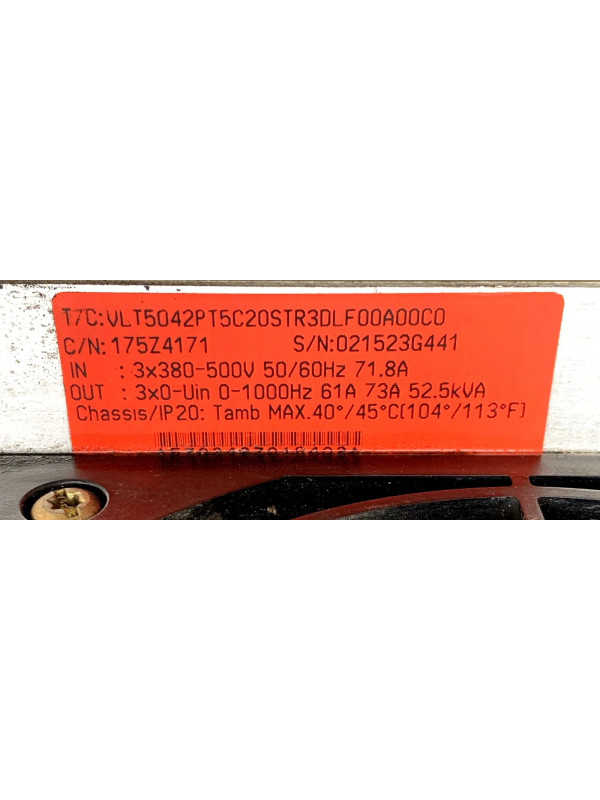 T/C:VLT5042PT5C20STR3DLF00A00C0
C/N:175Z4171 S/N:021523G441
IN : 3x380-500V 50/60Hz 71.8A
OUT : 3x0-Uin 0-1000Hz 61A 73A 52.5kVA
Chassis/IP20: Tamb MAX.40°/45°C(104°/113°F)